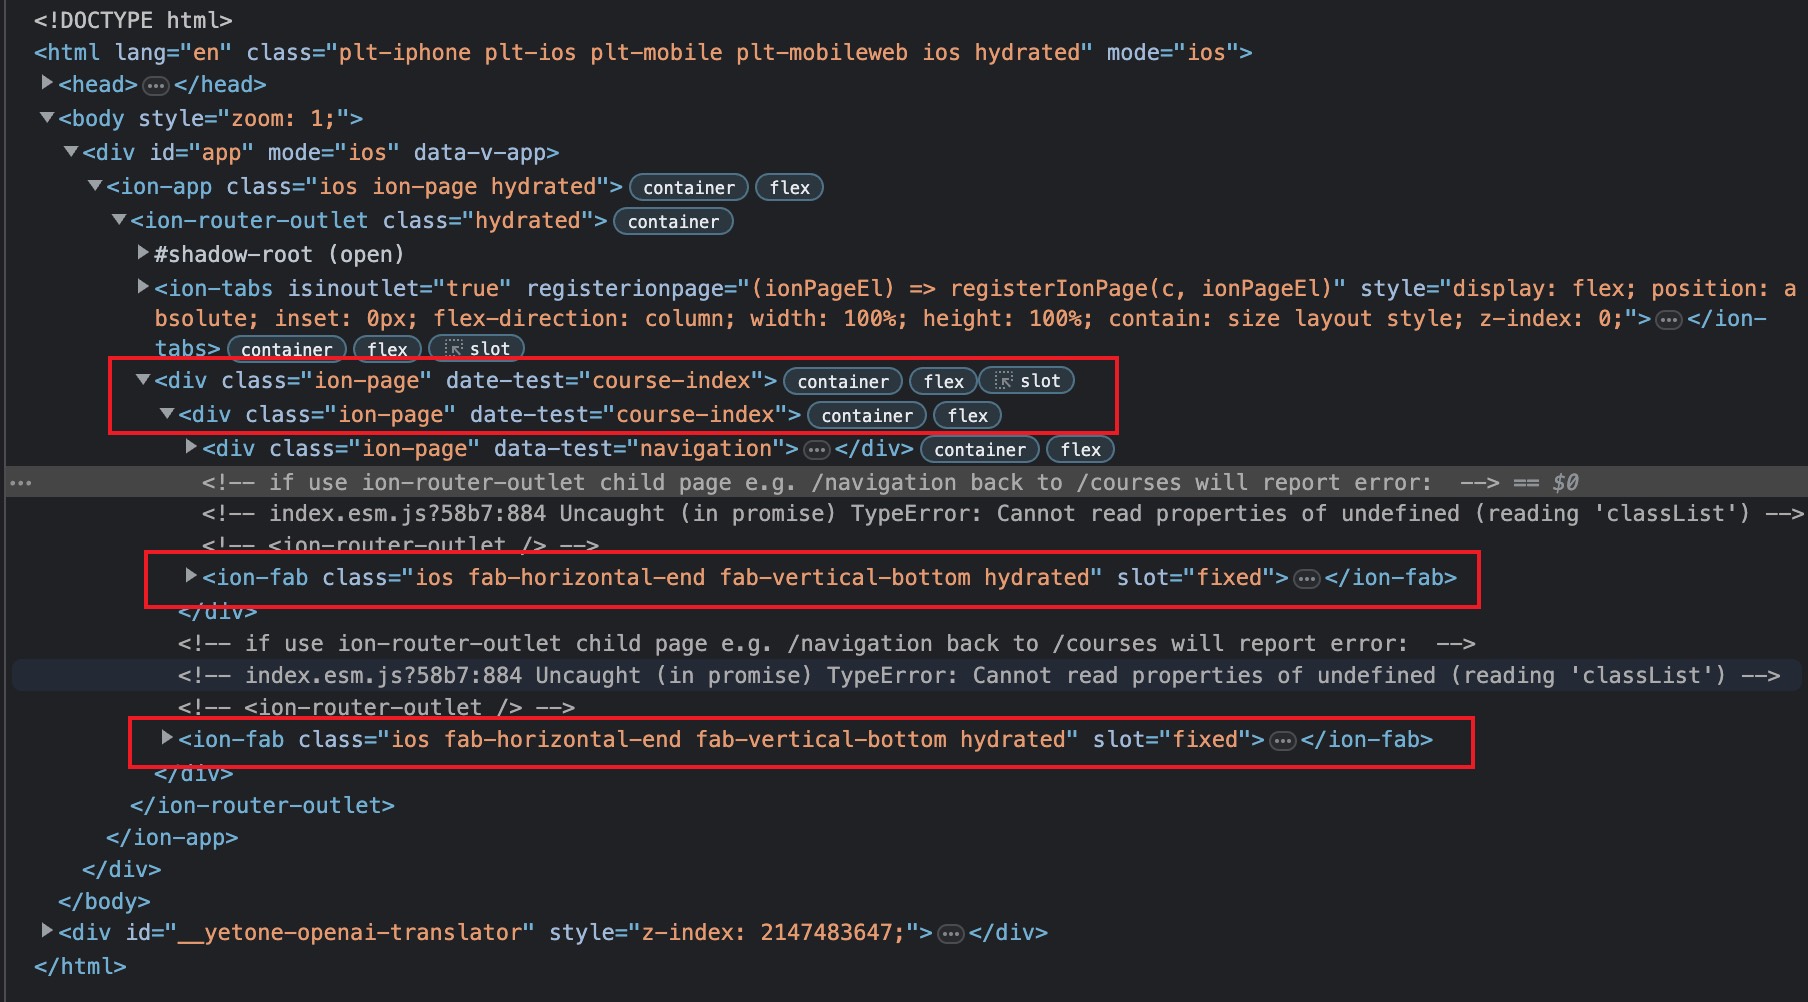 <!DOCTYPE html>
<html lang="en" class="plt-iphone plt-ios plt-mobile plt-mobileweb ios hydrated" mode="ios">
<head>…</head>
<body style="zoom: 1;">
<div id="app" mode="ios" data-v-app>
<ion-app class="ios ion-page hydrated"> container flex
<ion-router-outlet class="hydrated"> container
#shadow-root (open)
<ion-tabs isinoutlet="true" registerionpage="(ionPageEl) => registerIonPage(c, ionPageEl)" style="display: flex; position: a
bsolute; inset: 0px; flex-direction: column; width: 100%; height: 100%; contain: size layout style; z-index: 0;">…</ion-
tabs> container flex slot
<div class="ion-page" date-test="course-index"> container flex slot
<div class="ion-page" date-test="course-index"> container flex
<div class="ion-page" data-test="navigation">…</div> container flex
… <!-- if use ion-router-outlet child page e.g. /navigation back to /courses will report error:  --> == $0
<!-- index.esm.js?58b7:884 Uncaught (in promise) TypeError: Cannot read properties of undefined (reading 'classList') -->
<!-- <ion-router-outlet /> -->
<ion-fab class="ios fab-horizontal-end fab-vertical-bottom hydrated" slot="fixed">…</ion-fab>
</div>
<!-- if use ion-router-outlet child page e.g. /navigation back to /courses will report error:  -->
<!-- index.esm.js?58b7:884 Uncaught (in promise) TypeError: Cannot read properties of undefined (reading 'classList') -->
<!-- <ion-router-outlet /> -->
<ion-fab class="ios fab-horizontal-end fab-vertical-bottom hydrated" slot="fixed">…</ion-fab>
</div>
</ion-router-outlet>
</ion-app>
</div>
</body>
<div id="__yetone-openai-translator" style="z-index: 2147483647;">…</div>
</html>